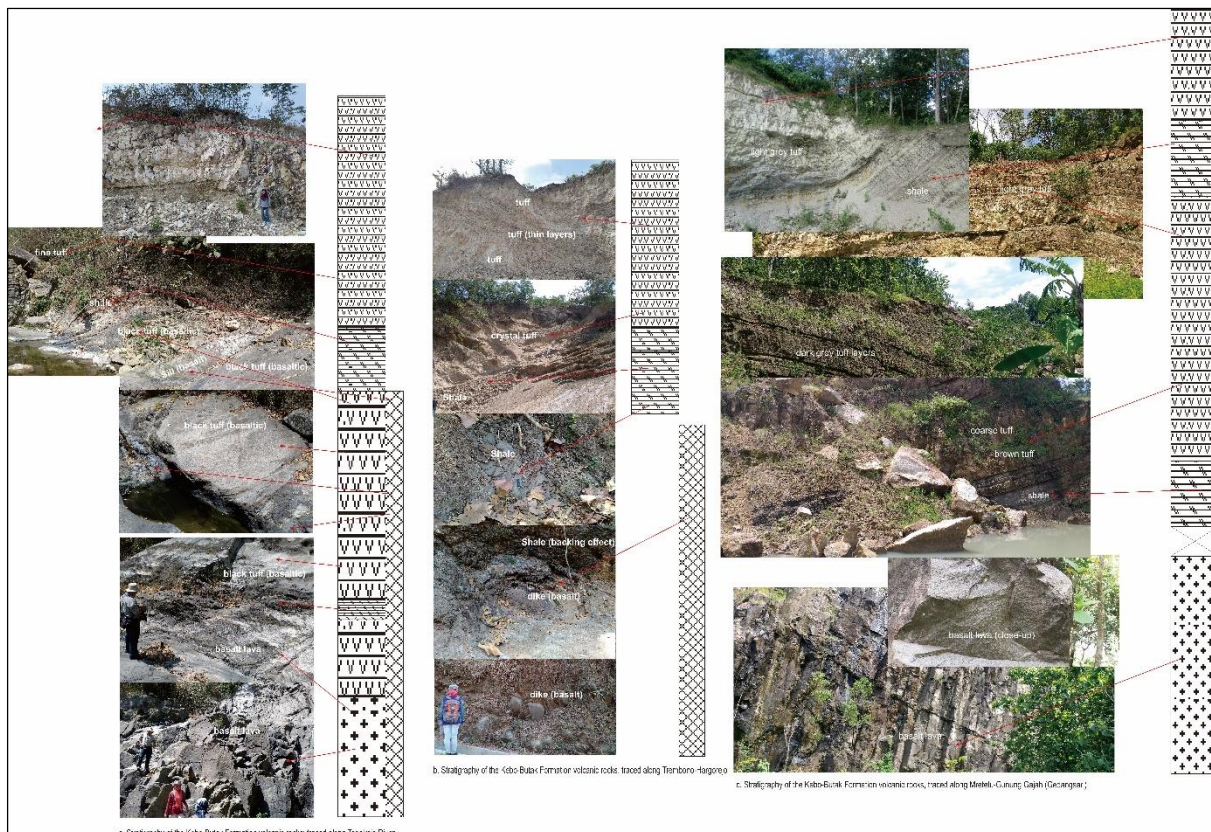 fine tuff
shale
black tuff (basaltic)
black tuff (basaltic)
black tuff (basaltic)
black tuff (basaltic)
basalt lava
basalt lava
tuff
tuff (thin layers)
tuff
crystal tuff
Shale
Shale
Shale (backing effect)
dike (basalt)
dike (basalt)
b. Stratigraphy of the Kebo-Butak Formation volcanic rocks, traced along Trembono-Hargorejo
light grey tuff
shale
light gray tuff
dark grey tuff layers
coarse tuff
brown tuff
shale
basalt lava (close-up)
basalt lava
c. Stratigraphy of the Kebo-Butak Formation volcanic rocks, traced along Mretelu-Gunung Gajah (Gedangsari)